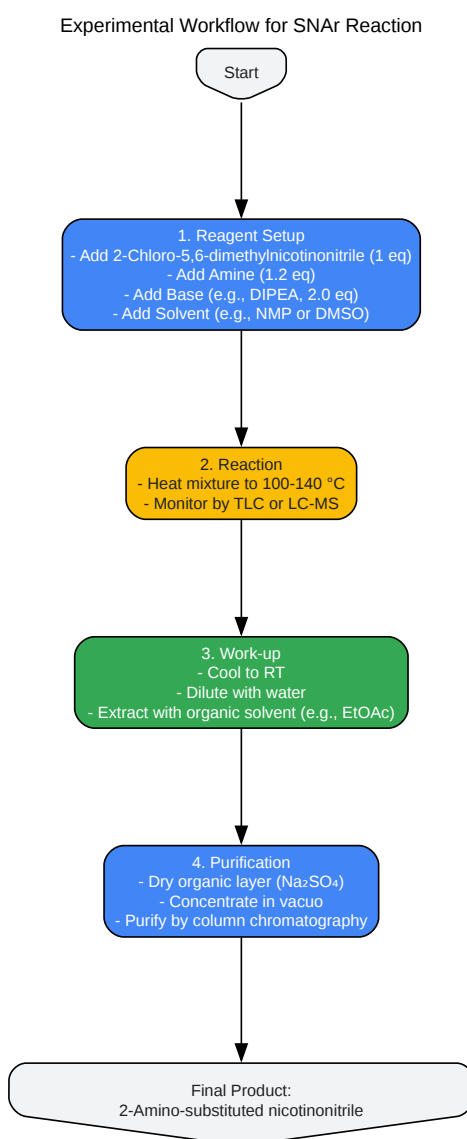 Experimental Workflow for SNAr Reaction
Start
1. Reagent Setup
- Add 2-Chloro-5,6-dimethylnicotinonitrile (1 eq)
- Add Amine (1.2 eq)
- Add Base (e.g., DIPEA, 2.0 eq)
- Add Solvent (e.g., NMP or DMSO)
2. Reaction
- Heat mixture to 100-140 °C
- Monitor by TLC or LC-MS
3. Work-up
- Cool to RT
- Dilute with water
- Extract with organic solvent (e.g., EtOAc)
4. Purification
- Dry organic layer (Na₂SO₄)
- Concentrate in vacuo
- Purify by column chromatography
Final Product:
2-Amino-substituted nicotinonitrile